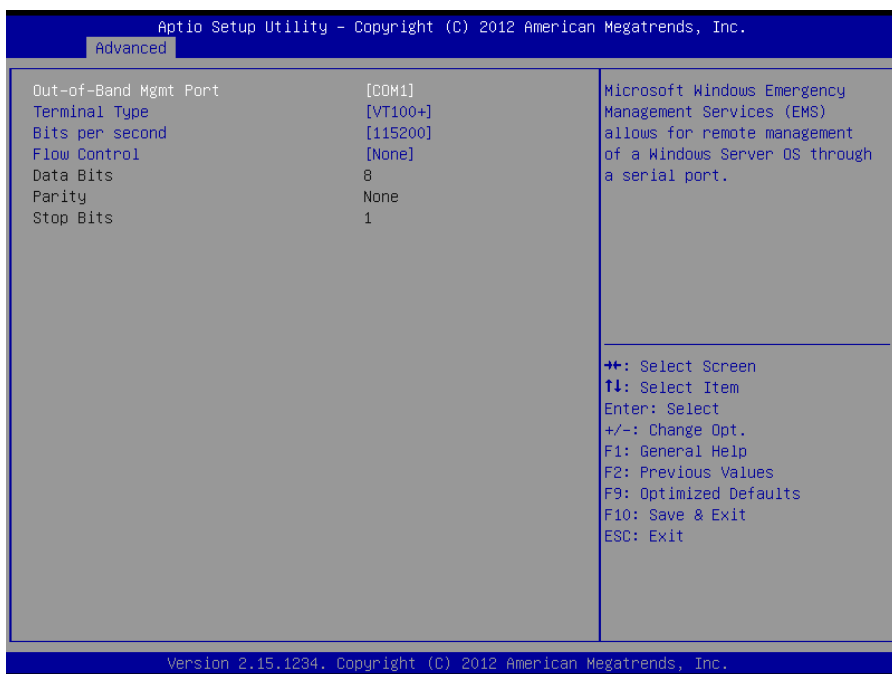 Aptio Setup Utility – Copyright (C) 2012 American Megatrends, Inc.
Advanced
Out-of-Band Mgmt Port [COM1]
Terminal Type [VT100+]
Bits per second [115200]
Flow Control [None]
Data Bits 8
Parity None
Stop Bits 1
Microsoft Windows Emergency
Management Services (EMS)
allows for remote management
of a Windows Server OS through
a serial port.
→←: Select Screen
↑↓: Select Item
Enter: Select
+/-: Change Opt.
F1: General Help
F2: Previous Values
F9: Optimized Defaults
F10: Save & Exit
ESC: Exit
Version 2.15.1234. Copyright (C) 2012 American Megatrends, Inc.